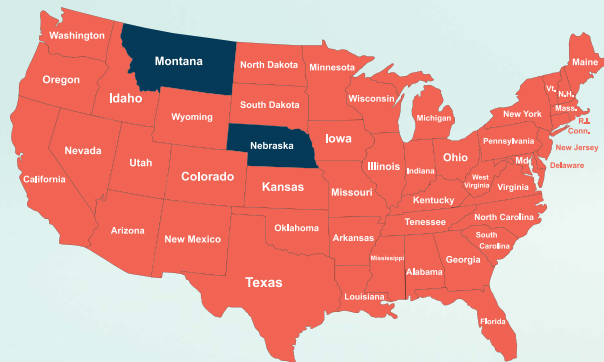 Washington
Montana
North Dakota
Minnesota
Maine
Oregon
Idaho
Wisconsin
Vt.
N.H.
South Dakota
Michigan
New York
Mass.
Wyoming
R.I.
Conn.
Nebraska
Iowa
Pennsylvania
New Jersey
Nevada
Utah
Illinois
Indiana
Ohio
Md.
Delaware
California
Colorado
Kansas
Missouri
West
Virginia
Virginia
Kentucky
Arizona
New Mexico
Oklahoma
Arkansas
Tennessee
North Carolina
South
Carolina
Mississippi
Alabama
Georgia
Texas
Louisiana
Florida